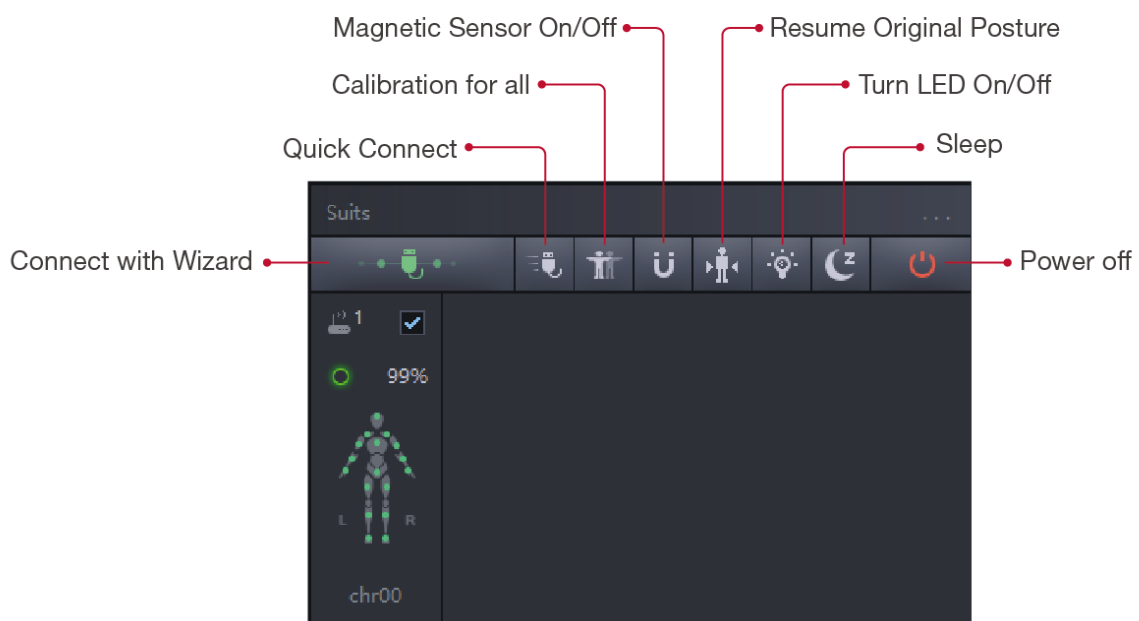 Magnetic Sensor On/Off
Resume Original Posture
Calibration for all
Turn LED On/Off
Quick Connect
Sleep
Suits
...
Connect with Wizard
Power off
z
1
99%
L
R
chr00